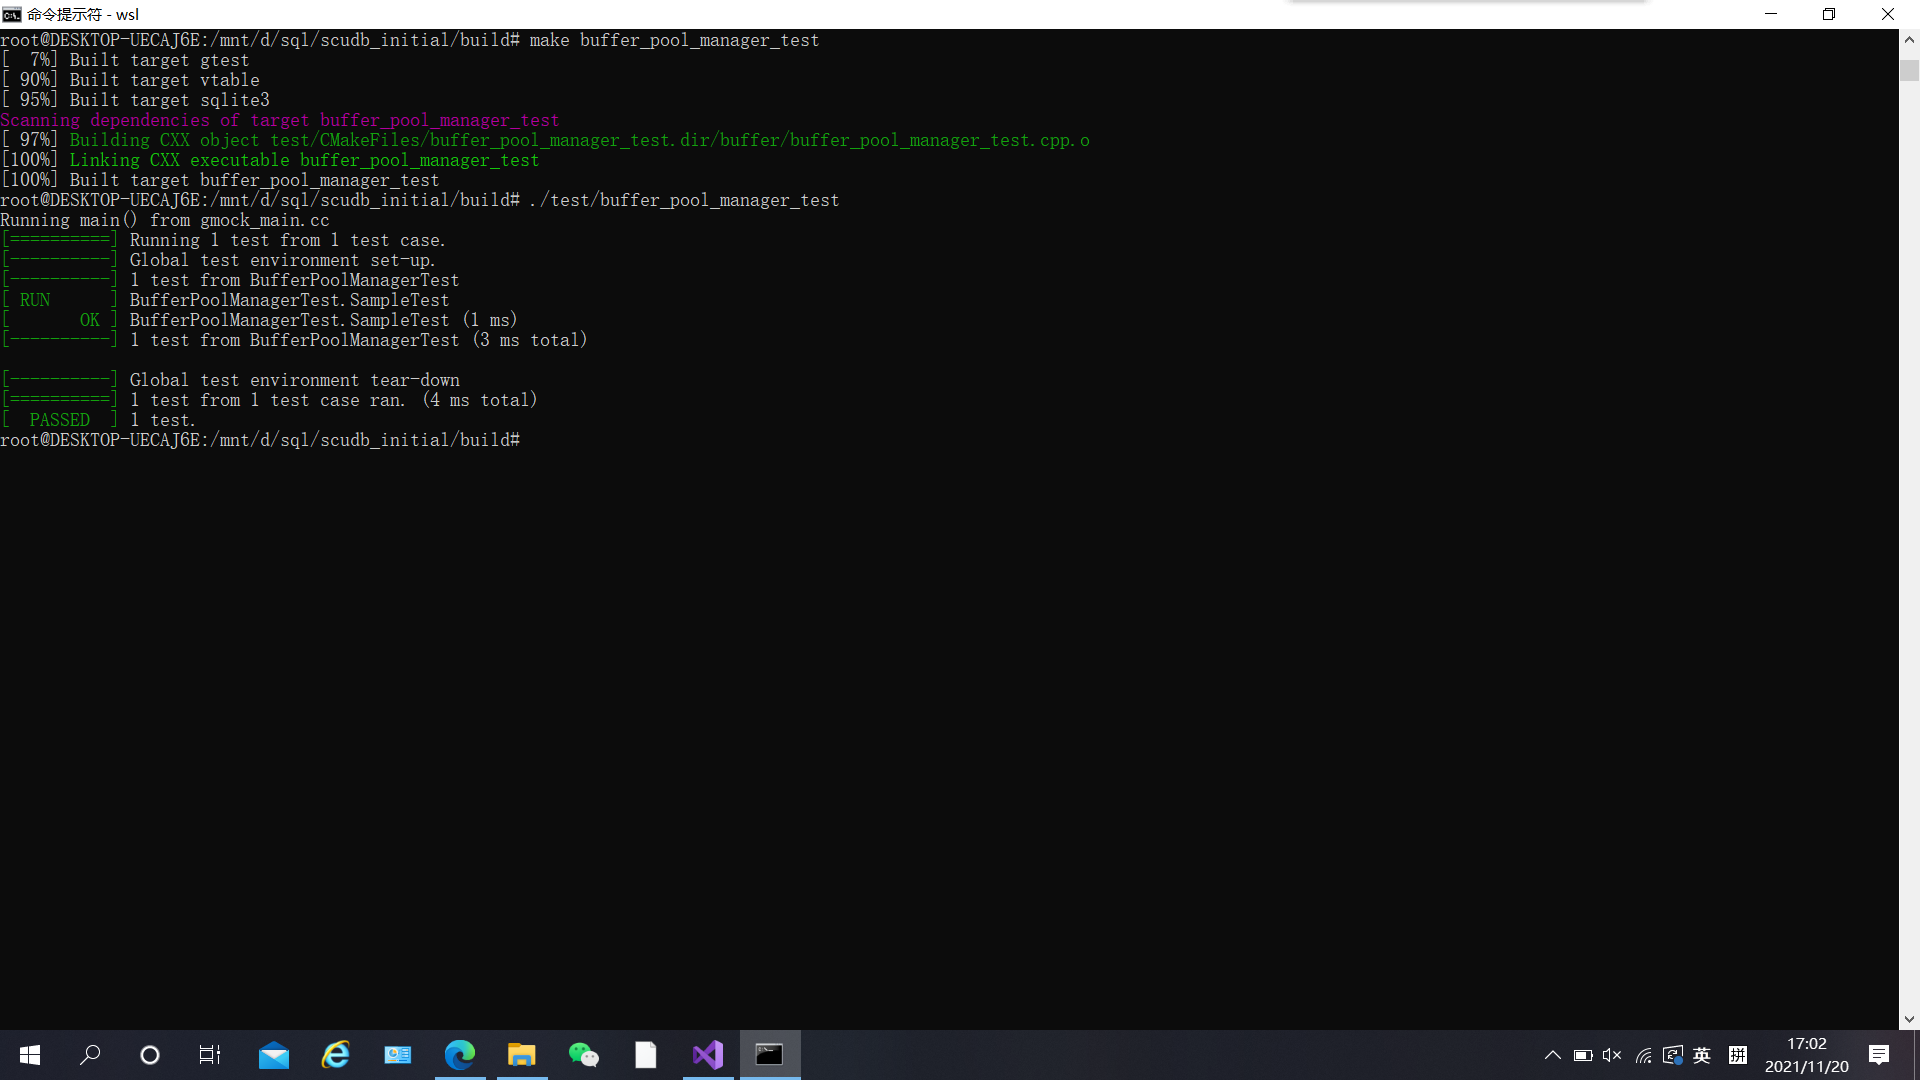 命令提示符 - wsl
root@DESKTOP-UECAJ6E:/mnt/d/sql/scudb_initial/build# make buffer_pool_manager_test
[  7%] Built target gtest
[ 90%] Built target vtable
[ 95%] Built target sqlite3
Scanning dependencies of target buffer_pool_manager_test
[ 97%] Building CXX object test/CMakeFiles/buffer_pool_manager_test.dir/buffer/buffer_pool_manager_test.cpp.o
[100%] Linking CXX executable buffer_pool_manager_test
[100%] Built target buffer_pool_manager_test
root@DESKTOP-UECAJ6E:/mnt/d/sql/scudb_initial/build# ./test/buffer_pool_manager_test
Running main() from gmock_main.cc
[==========] Running 1 test from 1 test case.
[----------] Global test environment set-up.
[----------] 1 test from BufferPoolManagerTest
[ RUN      ] BufferPoolManagerTest.SampleTest
[       OK ] BufferPoolManagerTest.SampleTest (1 ms)
[----------] 1 test from BufferPoolManagerTest (3 ms total)
[----------] Global test environment tear-down
[==========] 1 test from 1 test case ran. (4 ms total)
[  PASSED  ] 1 test.
root@DESKTOP-UECAJ6E:/mnt/d/sql/scudb_initial/build#
英 拼 17:02
2021/11/20